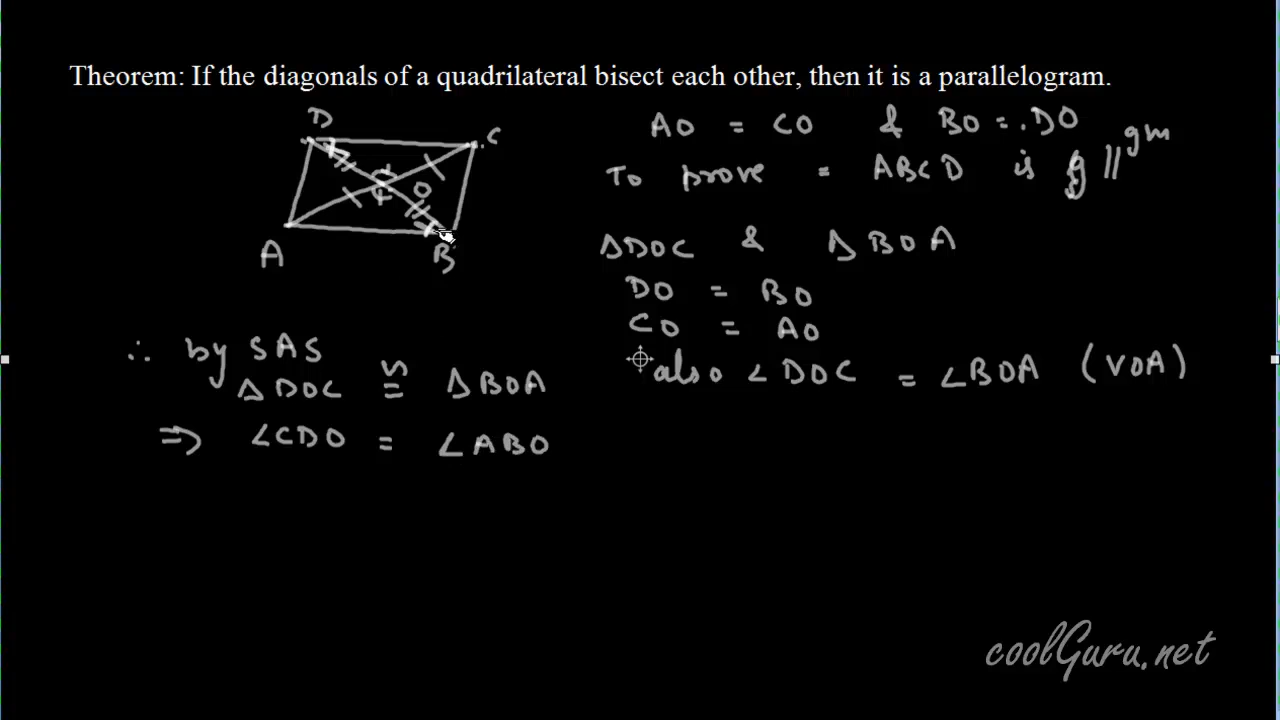 Theorem: If the diagonals of a quadrilateral bisect each other, then it is a parallelogram.
D
C
O
A
B
AO = CO & BO = DO
To prove = ABCD is ||gm
ΔDOC & ΔBOA
DO = BO
CO = AO
also ∠DOC = ∠BOA (VOA)
∴ by SAS
ΔDOC ≅ ΔBOA
⇒ ∠CDO = ∠ABO
coolGuru.net